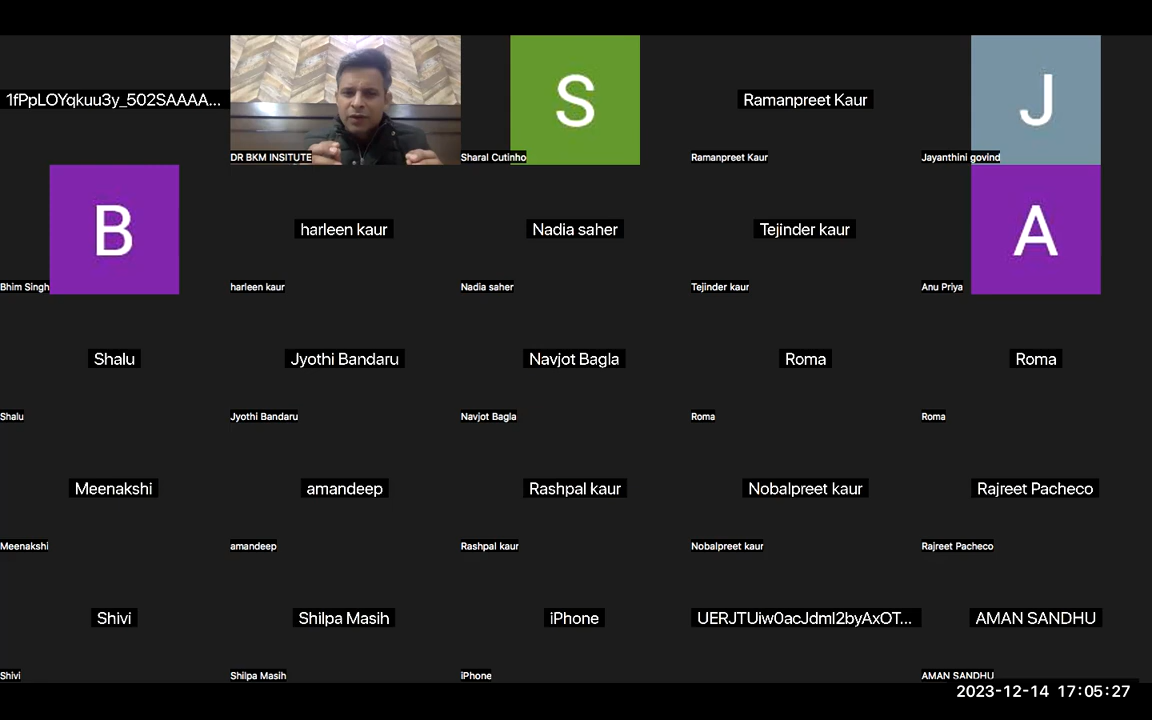 1fPpLOYqkuu3y_502SAAAA...
DR BKM INSITUTE
S
Sharal Cutinho
Ramanpreet Kaur
Ramanpreet Kaur
J
Jayanthini govind
B
Bhim Singh
harleen kaur
harleen kaur
Nadia saher
Nadia saher
Tejinder kaur
Tejinder kaur
A
Anu Priya
Shalu
Shalu
Jyothi Bandaru
Jyothi Bandaru
Navjot Bagla
Navjot Bagla
Roma
Roma
Roma
Roma
Meenakshi
Meenakshi
amandeep
amandeep
Rashpal kaur
Rashpal kaur
Nobalpreet kaur
Nobalpreet kaur
Rajreet Pacheco
Rajreet Pacheco
Shivi
Shivi
Shilpa Masih
Shilpa Masih
iPhone
iPhone
UERJTUiw0acJdml2byAxOT...
AMAN SANDHU
AMAN SANDHU
2023-12-14 17:05:27